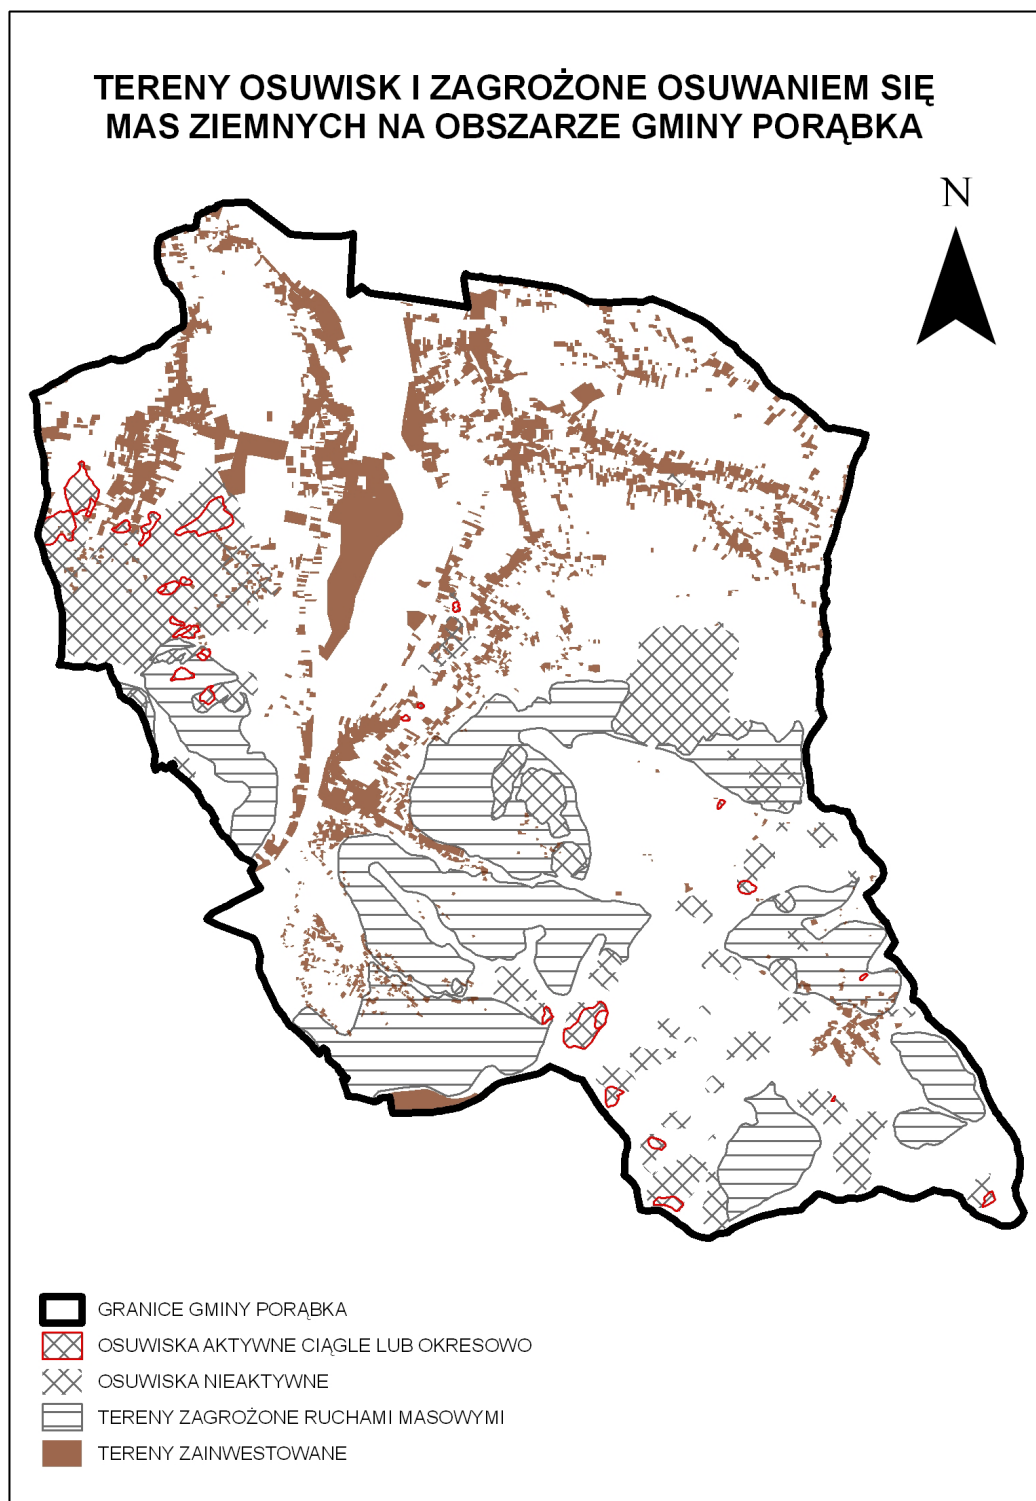 TERENY OSUWISK I ZAGROŻONE OSUWANIEM SIĘ
MAS ZIEMNYCH NA OBSZARZE GMINY PORĄBKA
N
GRANICE GMINY PORĄBKA
OSUWISKA AKTYWNE CIĄGLE LUB OKRESOWO
OSUWISKA NIEAKTYWNE
TERENY ZAGROŻONE RUCHAMI MASOWYMI
TERENY ZAINWESTOWANE